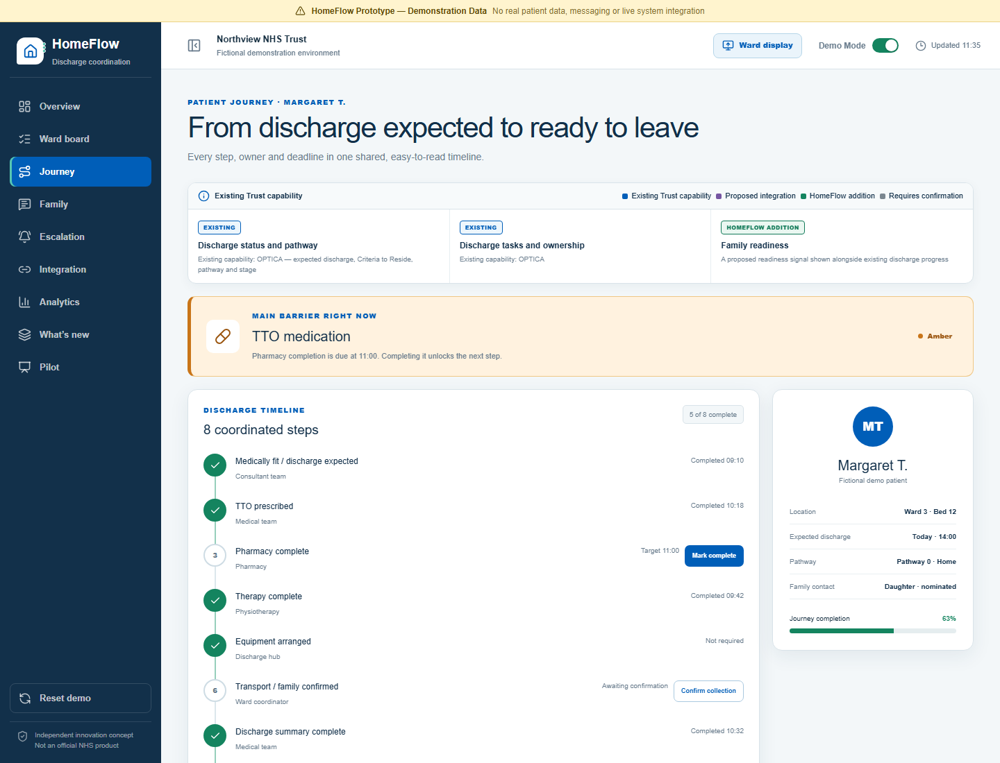 HomeFlow Prototype — Demonstration Data No real patient data, messaging or live system integration
HomeFlow
Discharge coordination
Overview
Ward board
Journey
Family
Escalation
Integration
Analytics
What's new
Pilot
Reset demo
Independent innovation concept
Not an official NHS product
Northview NHS Trust
Fictional demonstration environment
Ward display
Demo Mode
Updated 11:35
PATIENT JOURNEY · MARGARET T.
From discharge expected to ready to leave
Every step, owner and deadline in one shared, easy-to-read timeline.
Existing Trust capability
Existing Trust capability
Proposed integration
HomeFlow addition
Requires confirmation
EXISTING
Discharge status and pathway
Existing capability: OPTICA — expected discharge, Criteria to Reside,
pathway and stage
EXISTING
Discharge tasks and ownership
Existing capability: OPTICA
HOMEFLOW ADDITION
Family readiness
A proposed readiness signal shown alongside existing discharge progress
MAIN BARRIER RIGHT NOW
TTO medication
Pharmacy completion is due at 11:00. Completing it unlocks the next step.
Amber
DISCHARGE TIMELINE
8 coordinated steps
5 of 8 complete
Medically fit / discharge expected
Consultant team
Completed 09:10
TTO prescribed
Medical team
Completed 10:18
3
Pharmacy complete
Pharmacy
Target 11:00
Mark complete
Therapy complete
Physiotherapy
Completed 09:42
Equipment arranged
Discharge hub
Not required
6
Transport / family confirmed
Ward coordinator
Awaiting confirmation
Confirm collection
Discharge summary complete
Medical team
Completed 10:32
MT
Margaret T.
Fictional demo patient
Location
Ward 3 · Bed 12
Expected discharge
Today · 14:00
Pathway
Pathway 0 · Home
Family contact
Daughter · nominated
Journey completion
63%